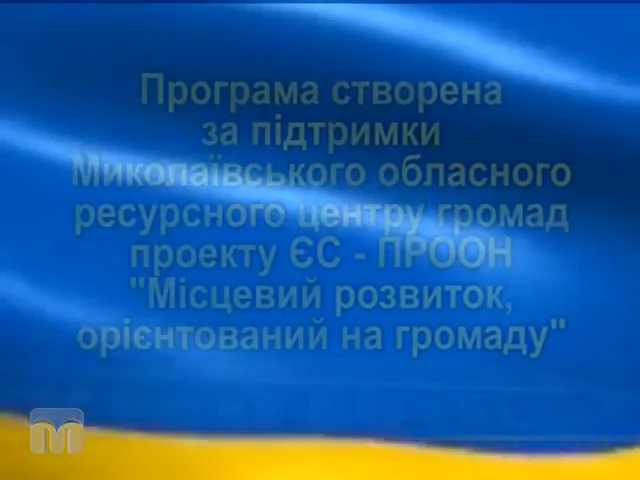 Програма створена
за підтримки
Миколаївського обласного
ресурсного центру громад
проекту ЄС - ПРООН
"Місцевий розвиток,
орієнтований на громаду"
М